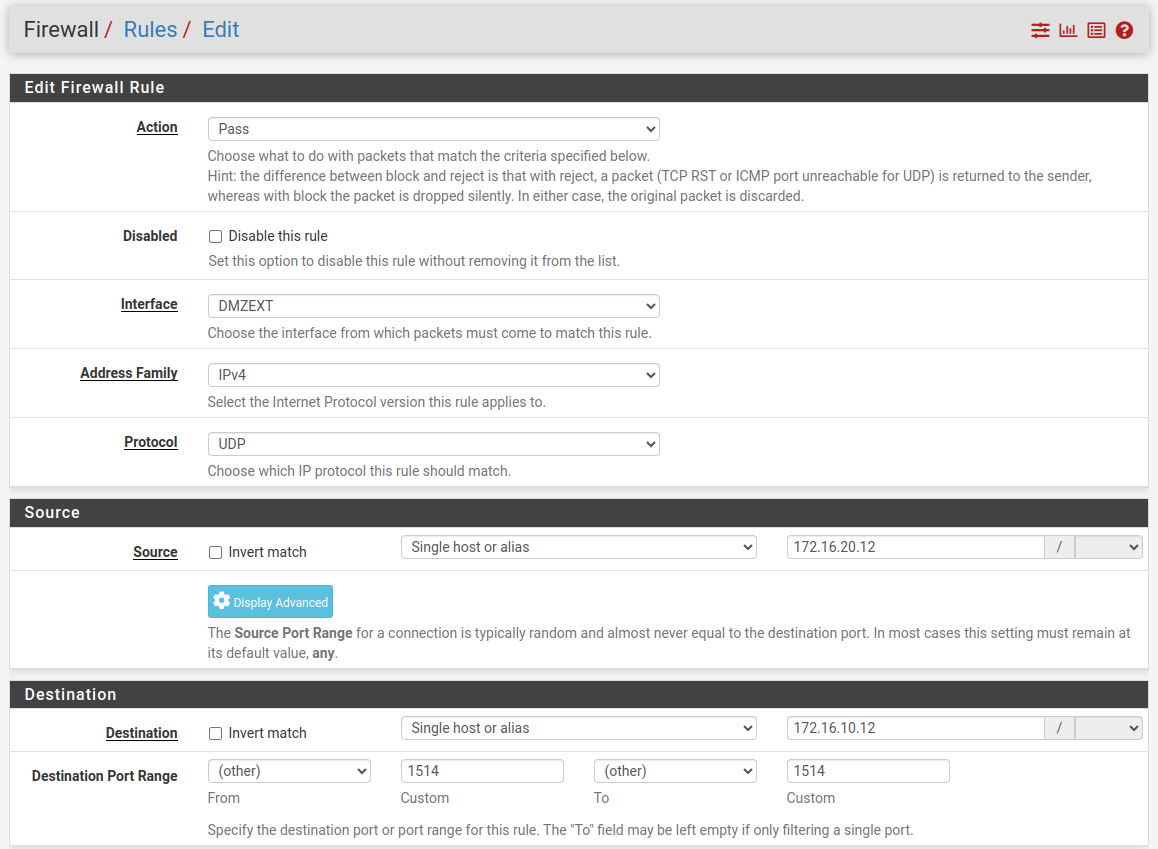 Firewall / Rules / Edit
Edit Firewall Rule
Action
Pass
Choose what to do with packets that match the criteria specified below.
Hint: the difference between block and reject is that with reject, a packet (TCP RST or ICMP port unreachable for UDP) is returned to the sender,
whereas with block the packet is dropped silently. In either case, the original packet is discarded.
Disabled
Disable this rule
Set this option to disable this rule without removing it from the list.
Interface
DMZEXT
Choose the interface from which packets must come to match this rule.
Address Family
IPv4
Select the Internet Protocol version this rule applies to.
Protocol
UDP
Choose which IP protocol this rule should match.
Source
Source
Invert match
Single host or alias
172.16.20.12
/
Display Advanced
The Source Port Range for a connection is typically random and almost never equal to the destination port. In most cases this setting must remain at
its default value, any.
Destination
Destination
Invert match
Single host or alias
172.16.10.12
/
Destination Port Range
(other)
1514
(other)
1514
From
Custom
To
Custom
Specify the destination port or port range for this rule. The "To" field may be left empty if only filtering a single port.